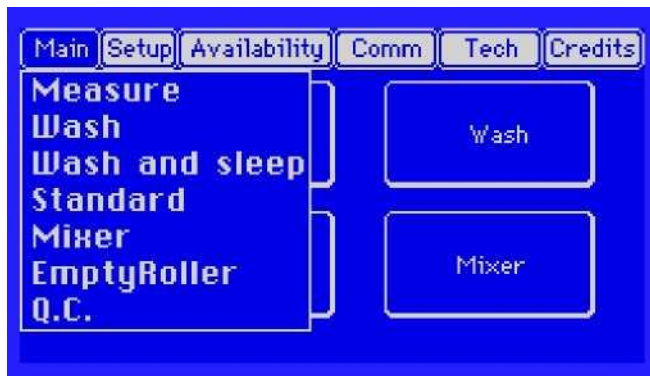 Main Setup Availability Comm Tech Credits
Measure
Wash
Wash and sleep
Standard
Mixer
EmptyRoller
Q.C.
Wash
Mixer